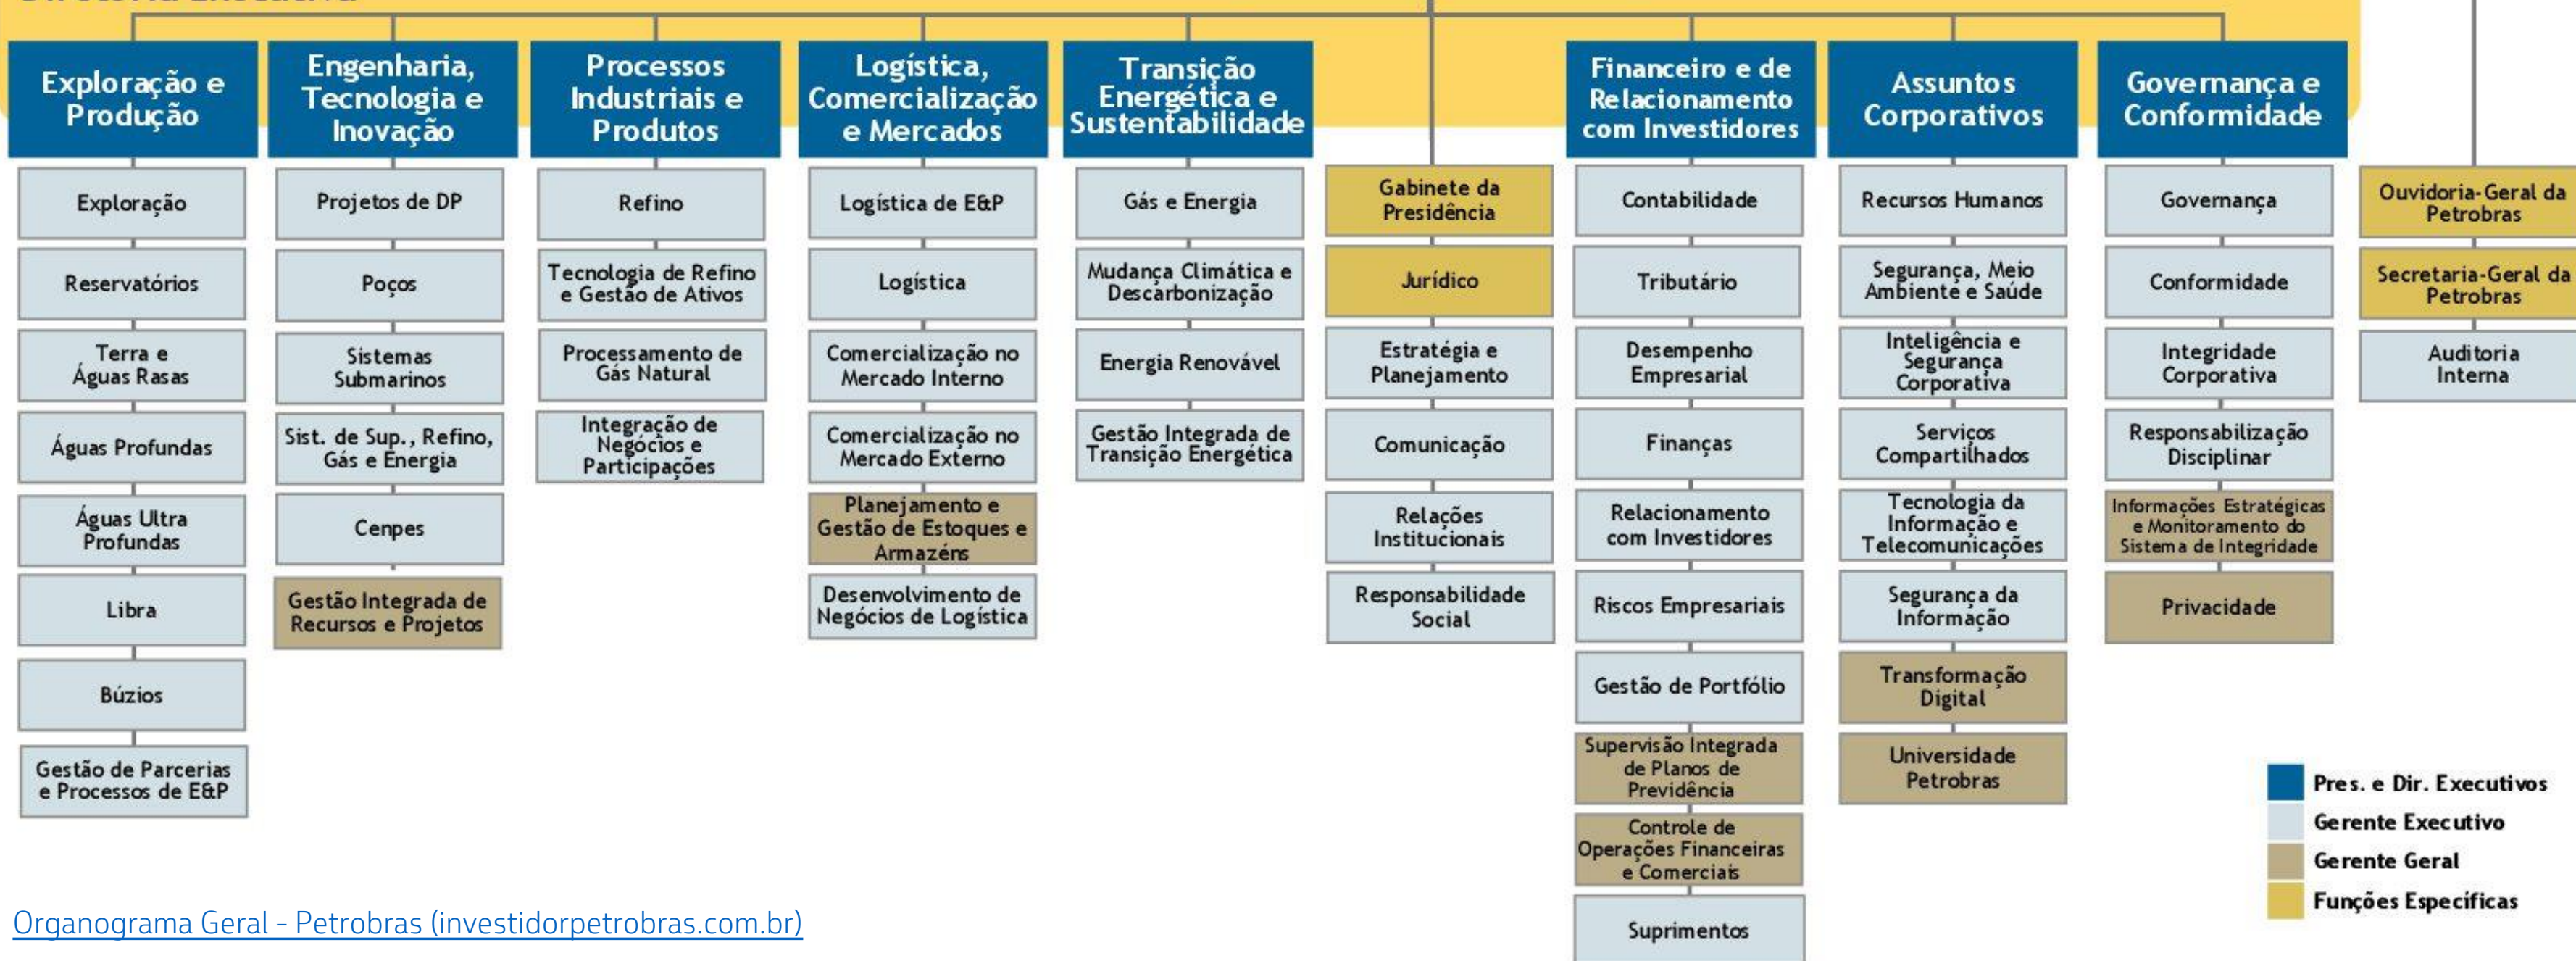 Exploração e
Produção
Engenharia,
Tecnologia e
Inovação
Processos
Industriais e
Produtos
Logística,
Comercialização
e Mercados
Transição
Energética e
Sustentabilidade
Financeiro e de
Relacionamento
com Investidores
Assuntos
Corporativos
Governança e
Conformidade
Exploração
Reservatórios
Terra e
Águas Rasas
Águas Profundas
Águas Ultra
Profundas
Libra
Búzios
Gestão de Parcerias
e Processos de E&P
Projetos de DP
Poços
Sistemas
Submarinos
Sist. de Sup., Refino,
Gás e Energia
Cenpes
Gestão Integrada de
Recursos e Projetos
Refino
Tecnologia de Refino
e Gestão de Ativos
Processamento de
Gás Natural
Integração de
Negócios e
Participações
Logística de E&P
Logística
Comercialização no
Mercado Interno
Comercialização no
Mercado Externo
Planejamento e
Gestão de Estoques e
Armazéns
Desenvolvimento de
Negócios de Logística
Gás e Energia
Mudança Climática e
Descarbonização
Energia Renovável
Gestão Integrada de
Transição Energética
Gabinete da
Presidência
Jurídico
Estratégia e
Planejamento
Comunicação
Relações
Institucionais
Responsabilidade
Social
Contabilidade
Tributário
Desempenho
Empresarial
Finanças
Relacionamento
com Investidores
Riscos Empresariais
Gestão de Portfólio
Supervisão Integrada
de Planos de
Previdência
Controle de
Operações Financeiras
e Comerciais
Suprimentos
Recursos Humanos
Segurança, Meio
Ambiente e Saúde
Inteligência e
Segurança
Corporativa
Serviços
Compartilhados
Tecnologia da
Informação e
Telecomunicações
Segurança da
Informação
Transformação
Digital
Universidade
Petrobras
Governança
Conformidade
Integridade
Corporativa
Responsabilização
Disciplinar
Informações Estratégicas
e Monitoramento do
Sistema de Integridade
Privacidade
Ouvidoria-Geral da
Petrobras
Secretaria-Geral da
Petrobras
Auditoria
Interna
Pres. e Dir. Executivos
Gerente Executivo
Gerente Geral
Funções Específicas
Organograma Geral - Petrobras (investidorpetrobras.com.br)